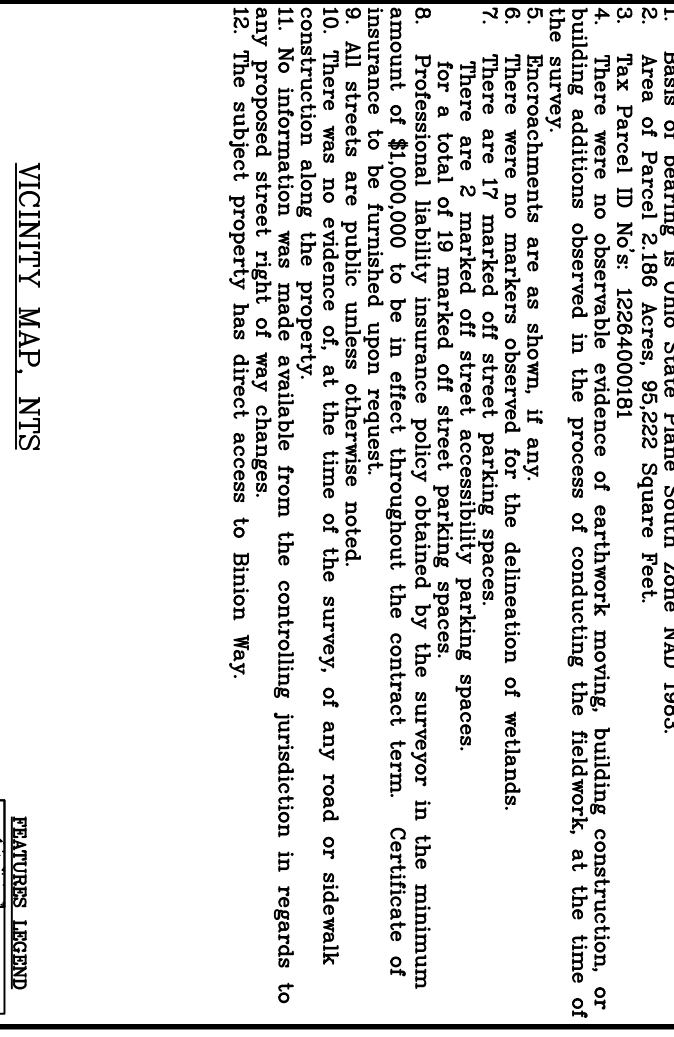 1. Basis of Bearing is Ohio State Plane South Zone NAD 1983.
2. Area of Parcel 2.186 Acres, 95,222 Square Feet.
3. Tax Parcel ID No's: 12264000181
4. There were no observable evidence of earthwork moving, building construction, or
building additions observed in the process of conducting the fieldwork, at the time of
the survey.
5. Encroachments are as shown, if any.
6. There were no markers observed for the delineation of wetlands.
7. There are 17 marked off street parking spaces.
There are 2 marked off street accessibility parking spaces.
for a total of 19 marked off street parking spaces.
8. Professional liability insurance policy obtained by the surveyor in the minimum
amount of $1,000,000 to be in effect throughout the contract term. Certificate of
insurance to be furnished upon request.
9. All streets are public unless otherwise noted.
10. There was no evidence of, at the time of the survey, of any road or sidewalk
construction along the property.
11. No information was made available from the controlling jurisdiction in regards to
any proposed street right of way changes.
12. The subject property has direct access to Binion Way.
VICINITY MAP, NTS
FEATURES LEGEND